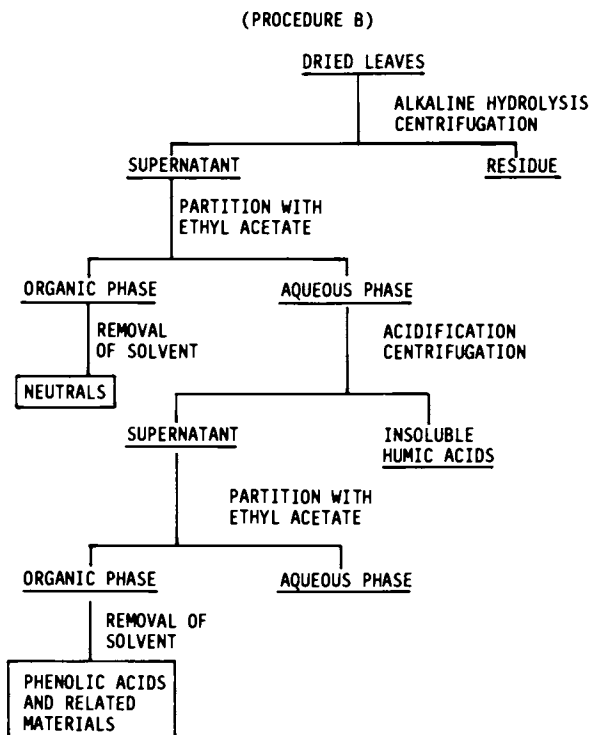 (PROCEDURE B)
DRIED LEAVES
ALKALINE HYDROLYSIS
CENTRIFUGATION
SUPERNATANT
RESIDUE
PARTITION WITH
ETHYL ACETATE
ORGANIC PHASE
AQUEOUS PHASE
REMOVAL
OF SOLVENT
ACIDIFICATION
CENTRIFUGATION
NEUTRALS
SUPERNATANT
INSOLUBLE
HUMIC ACIDS
PARTITION WITH
ETHYL ACETATE
ORGANIC PHASE
AQUEOUS PHASE
REMOVAL OF
SOLVENT
PHENOLIC ACIDS
AND RELATED
MATERIALS